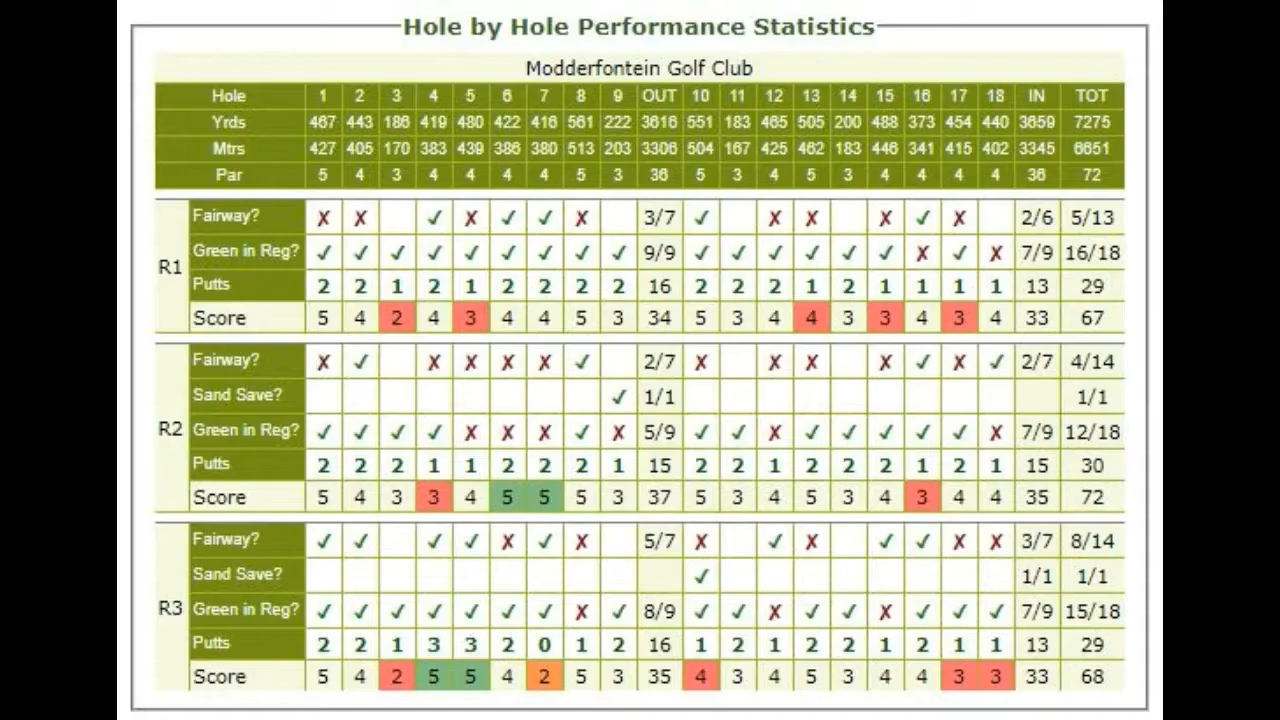 Hole by Hole Performance Statistics
Modderfontein Golf Club
Hole 1 2 3 4 5 6 7 8 9 OUT 10 11 12 13 14 15 16 17 18 IN TOT
Yrds 467 443 186 419 480 422 416 561 222 3616 551 183 465 505 200 488 373 454 440 3659 7275
Mtrs 427 405 170 383 439 386 380 513 203 3306 504 167 425 462 183 446 341 415 402 3345 6651
Par 5 4 3 4 4 4 4 5 3 36 5 3 4 5 3 4 4 4 4 36 72
R1
Fairway? ✗ ✗ ✓ ✗ ✓ ✓ ✗ 3/7 ✓ ✗ ✗ ✗ ✓ ✗ 2/6 5/13
Green in Reg? ✓ ✓ ✓ ✓ ✓ ✓ ✓ ✓ ✓ 9/9 ✓ ✓ ✓ ✓ ✓ ✓ ✗ ✓ ✗ 7/9 16/18
Putts 2 2 1 2 1 2 2 2 2 16 2 2 2 1 2 1 1 1 1 13 29
Score 5 4 2 4 3 4 4 5 3 34 5 3 4 4 3 3 4 3 4 33 67
R2
Fairway? ✗ ✓ ✗ ✗ ✗ ✗ ✓ 2/7 ✗ ✗ ✗ ✗ ✓ ✗ ✓ 2/7 4/14
Sand Save? ✓ 1/1 1/1
Green in Reg? ✓ ✓ ✓ ✓ ✗ ✗ ✗ ✓ ✗ 5/9 ✓ ✓ ✗ ✓ ✓ ✓ ✓ ✓ ✗ 7/9 12/18
Putts 2 2 2 1 1 2 2 2 1 15 2 2 1 2 2 2 1 2 1 15 30
Score 5 4 3 3 4 5 5 5 3 37 5 3 4 5 3 4 3 4 4 35 72
R3
Fairway? ✓ ✓ ✓ ✓ ✗ ✓ ✗ 5/7 ✗ ✓ ✗ ✓ ✓ ✗ ✗ 3/7 8/14
Sand Save? ✓ 1/1 1/1
Green in Reg? ✓ ✓ ✓ ✓ ✓ ✓ ✓ ✗ ✓ 8/9 ✓ ✓ ✗ ✓ ✓ ✗ ✓ ✓ ✓ 7/9 15/18
Putts 2 2 1 3 3 2 0 1 2 16 1 2 1 2 2 1 2 1 1 13 29
Score 5 4 2 5 5 4 2 5 3 35 4 3 4 5 3 4 4 3 3 33 68